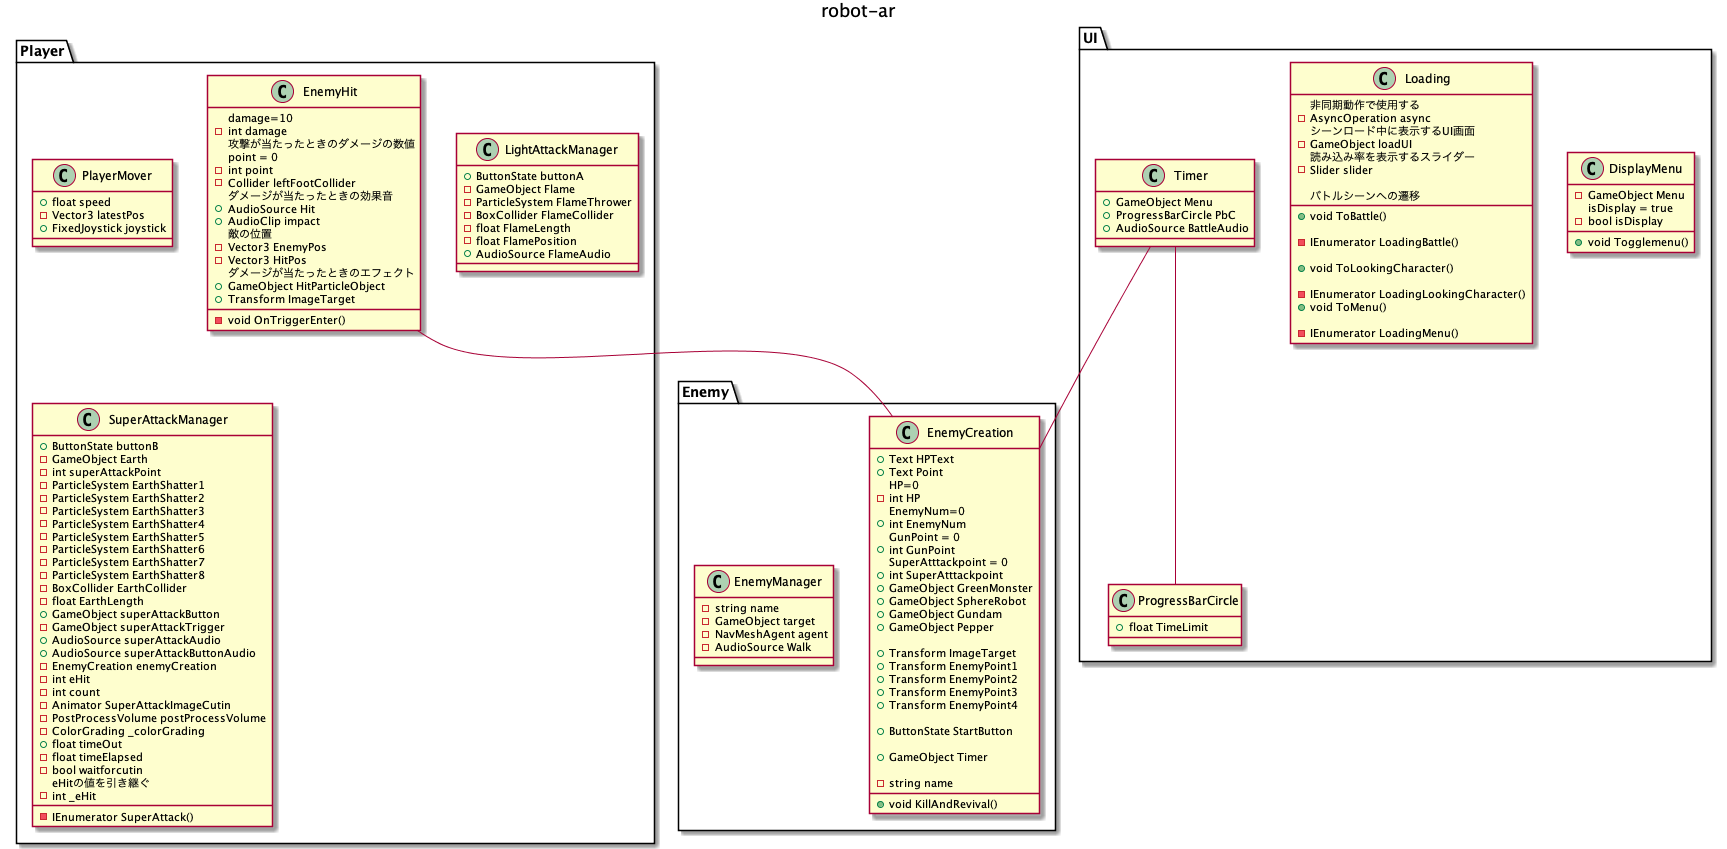 robot-ar
Player
C PlayerMover
float speed
Vector3 latestPos
FixedJoystick joystick
C EnemyHit
damage=10
int damage
攻撃が当たったときのダメージの数値
point = 0
int point
Collider leftFootCollider
ダメージが当たったときの効果音
AudioSource Hit
AudioClip impact
敵の位置
Vector3 EnemyPos
Vector3 HitPos
ダメージが当たったときのエフェクト
GameObject HitParticleObject
Transform ImageTarget
void OnTriggerEnter()
C LightAttackManager
ButtonState buttonA
GameObject Flame
ParticleSystem FlameThrower
BoxCollider FlameCollider
float FlameLength
float FlamePosition
AudioSource FlameAudio
C SuperAttackManager
ButtonState buttonB
GameObject Earth
int superAttackPoint
ParticleSystem EarthShatter1
ParticleSystem EarthShatter2
ParticleSystem EarthShatter3
ParticleSystem EarthShatter4
ParticleSystem EarthShatter5
ParticleSystem EarthShatter6
ParticleSystem EarthShatter7
ParticleSystem EarthShatter8
BoxCollider EarthCollider
float EarthLength
GameObject superAttackButton
GameObject superAttackTrigger
AudioSource superAttackAudio
AudioSource superAttackButtonAudio
EnemyCreation enemyCreation
int eHit
int count
Animator SuperAttackImageCutin
PostProcessVolume postProcessVolume
ColorGrading _colorGrading
float timeOut
float timeElapsed
bool waitforcutin
eHitの値を引き継ぐ
int _eHit
IEnumerator SuperAttack()
Enemy
C EnemyManager
string name
GameObject target
NavMeshAgent agent
AudioSource Walk
C EnemyCreation
Text HPText
Text Point
HP=0
int HP
EnemyNum=0
int EnemyNum
GunPoint = 0
int GunPoint
SuperAtttackpoint = 0
int SuperAtttackpoint
GameObject GreenMonster
GameObject SphereRobot
GameObject Gundam
GameObject Pepper
Transform ImageTarget
Transform EnemyPoint1
Transform EnemyPoint2
Transform EnemyPoint3
Transform EnemyPoint4
ButtonState StartButton
GameObject Timer
string name
void KillAndRevival()
UI
C Timer
GameObject Menu
ProgressBarCircle PbC
AudioSource BattleAudio
C Loading
非同期動作で使用する
AsyncOperation async
シーンロード中に表示するUI画面
GameObject loadUI
読み込み率を表示するスライダー
Slider slider
バトルシーンへの遷移
void ToBattle()
IEnumerator LoadingBattle()
void ToLookingCharacter()
IEnumerator LoadingLookingCharacter()
void ToMenu()
IEnumerator LoadingMenu()
C DisplayMenu
GameObject Menu
isDisplay = true
bool isDisplay
void Togglemenu()
C ProgressBarCircle
float TimeLimit